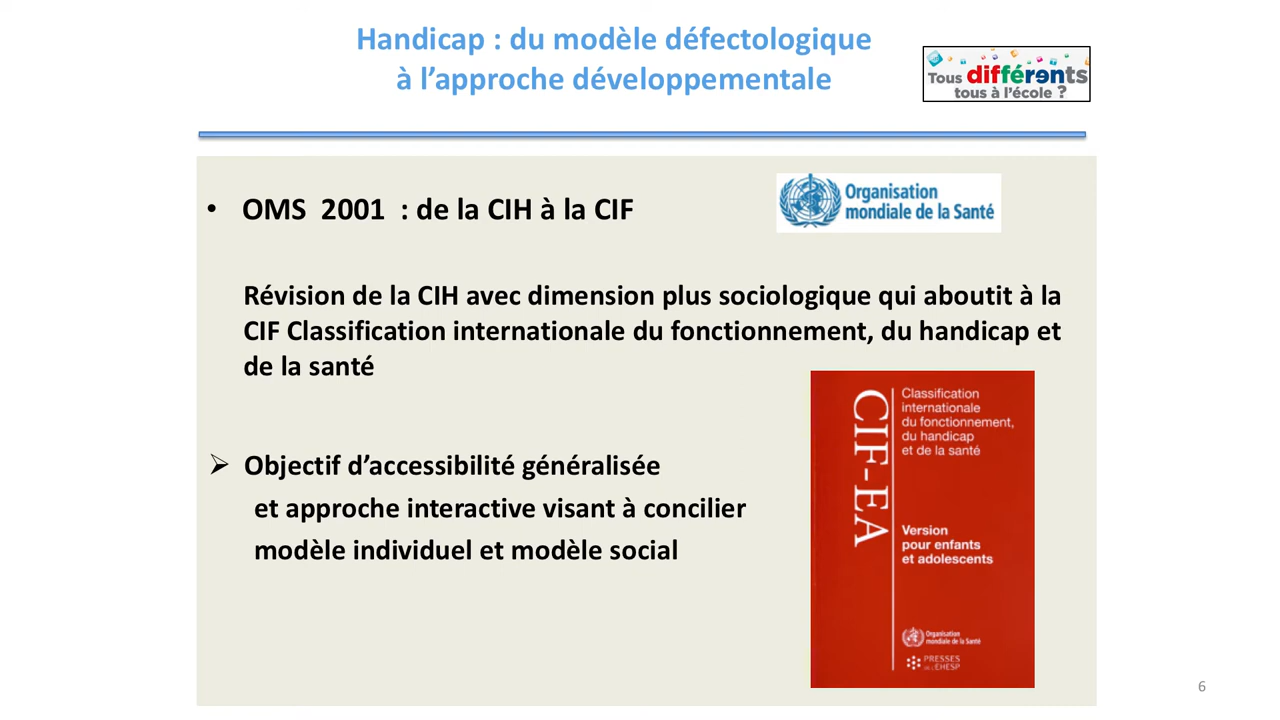 Handicap : du modèle défectologique
à l’approche développementale
Tous différents
tous à l’école ?
• OMS 2001 : de la CIH à la CIF
Organisation
mondiale de la Santé
Révision de la CIH avec dimension plus sociologique qui aboutit à la
CIF Classification internationale du fonctionnement, du handicap et
de la santé
➢ Objectif d’accessibilité généralisée
et approche interactive visant à concilier
modèle individuel et modèle social
CIF-EA
Classification
internationale
du fonctionnement,
du handicap
et de la santé
Version
pour enfants
et adolescents
Organisation
mondiale de la Santé
PRESSES
DE L'EHESP
6